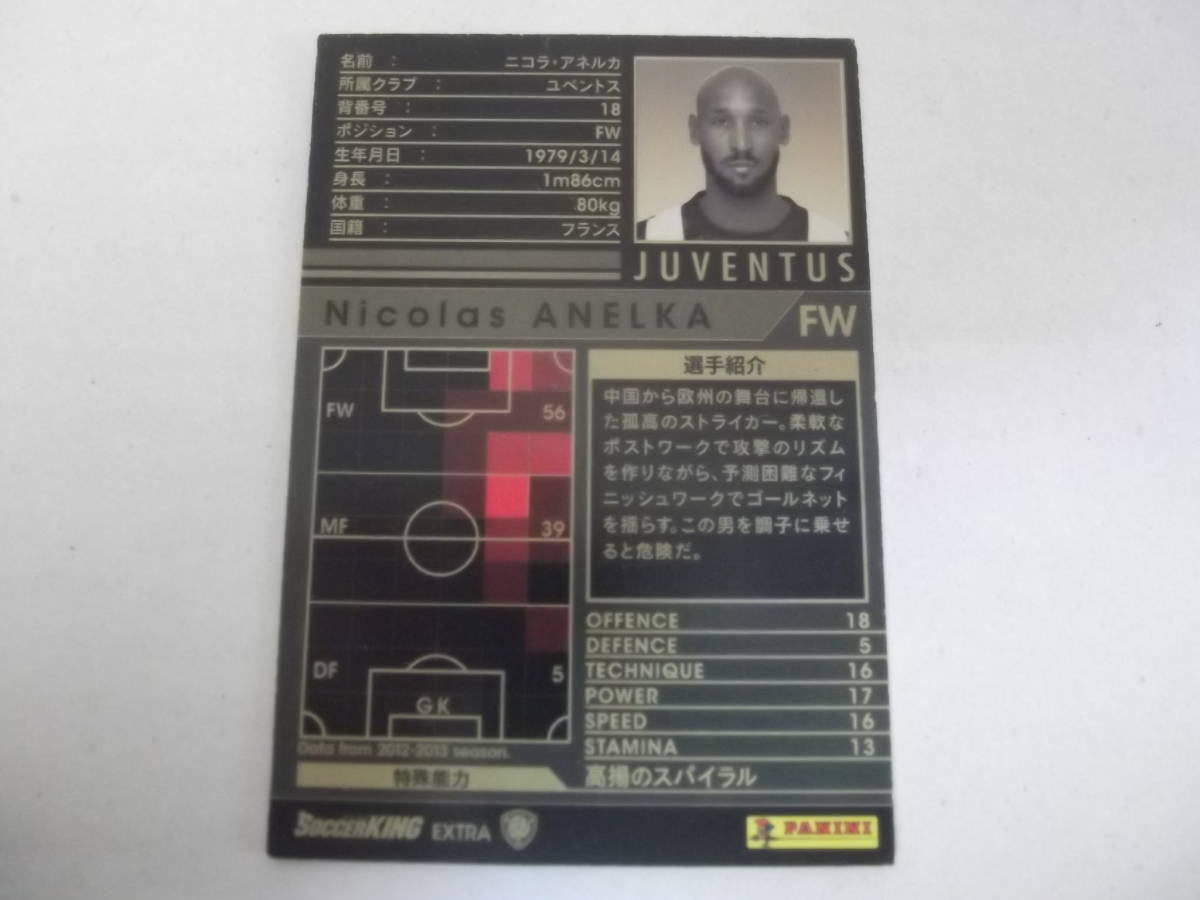 名前 : ニコラ・アネルカ
所属クラブ : ユベントス
背番号 : 18
ポジション : FW
生年月日 : 1979/3/14
身長 : 1m86cm
体重 : 80kg
国籍 : フランス
JUVENTUS
Nicolas ANELKA
FW
FW 56
MF 39
DF 5
GK
Data from 2012-2013 season.
選手紹介
中国から欧州の舞台に帰還し
た孤高のストライカー。柔軟な
ポストワークで攻撃のリズム
を作りながら、予測困難なフィ
ニッシュワークでゴールネット
を揺らす。この男を調子に乗せ
ると危険だ。
OFFENCE 18
DEFENCE 5
TECHNIQUE 16
POWER 17
SPEED 16
STAMINA 13
特殊能力 高揚のスパイラル
SOCCERKING EXTRA
PANINI